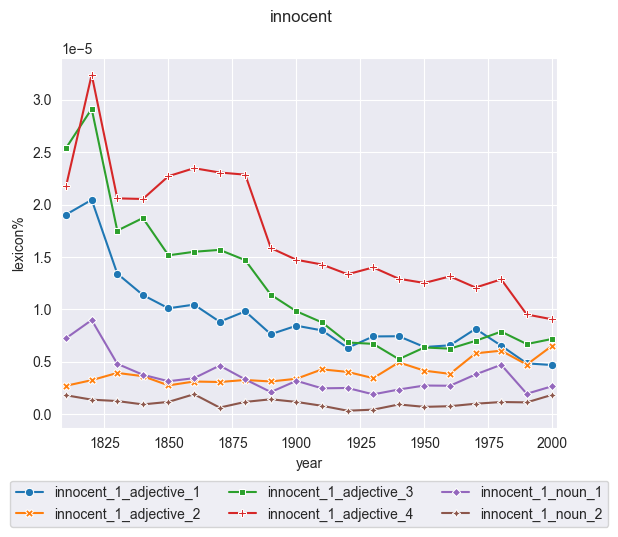 innocent
1e−5
3.0
2.5
2.0
1.5
1.0
0.5
0.0
lexicon%
1825 1850 1875 1900 1925 1950 1975 2000
year
innocent_1_adjective_1 innocent_1_adjective_3 innocent_1_noun_1
innocent_1_adjective_2 innocent_1_adjective_4 innocent_1_noun_2